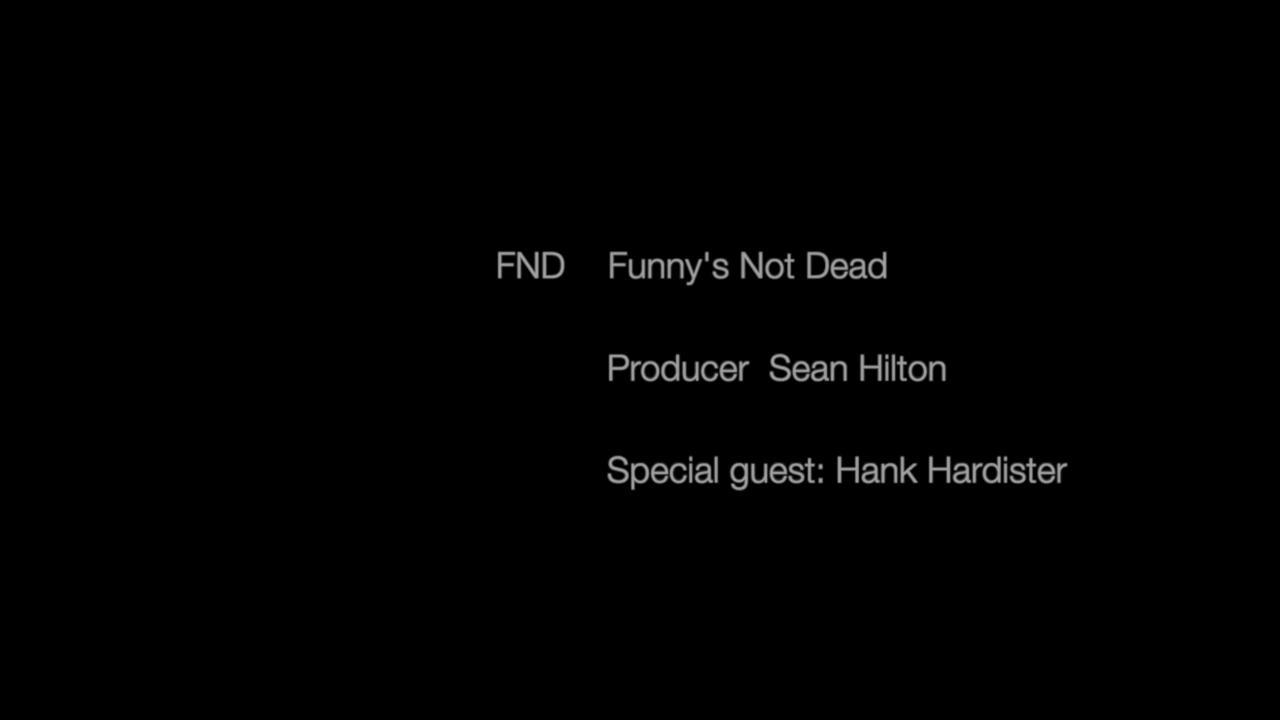 FND Funny's Not Dead
Producer Sean Hilton
Special guest: Hank Hardister